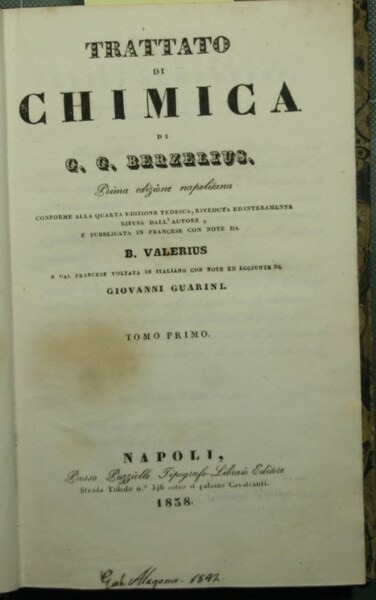 TRATTATO
DI
CHIMICA
DI
G. G. BERZELIUS.
Prima edizione napolitana
CONFORME ALLA QUARTA EDIZIONE TEDESCA, RIVEDUTA ED INTERAMENTE
RIFUSA DALL' AUTORE,
E PUBBLICATA IN FRANCESE CON NOTE DA
B. VALERIUS
E DAL FRANCESE VOLTATA IN ITALIANO CON NOTE ED AGGIUNTE DI
GIOVANNI GUARINI.
TOMO PRIMO.
NAPOLI,
Puzziello Tipografo-Libraio Editore
Strada Toledo n.° 346 sotto il palazzo Cavalcanti.
1838.
1842.